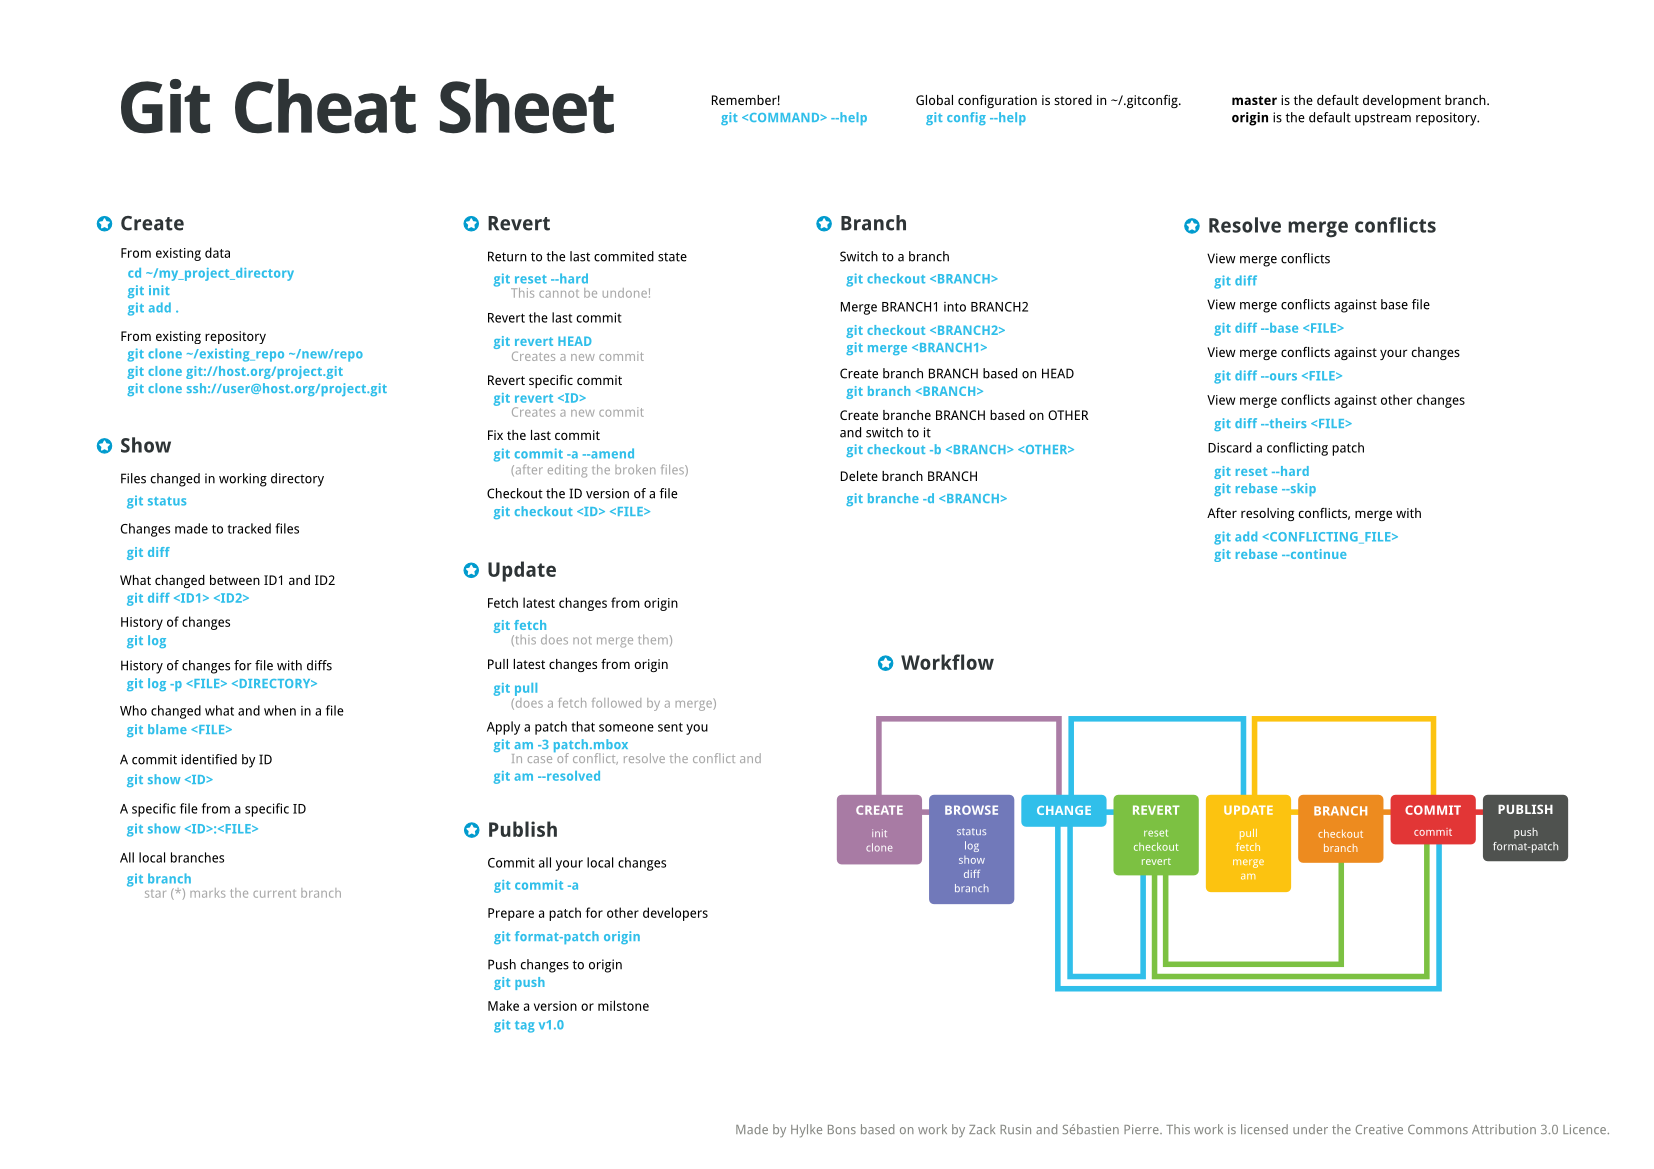 Git Cheat Sheet
Remember!
git <COMMAND> --help
Global configuration is stored in ~/.gitconfig.
git config --help
master is the default development branch.
origin is the default upstream repository.
Create
From existing data
cd ~/my_project_directory
git init
git add .
From existing repository
git clone ~/existing_repo ~/new/repo
git clone git://host.org/project.git
git clone ssh://user@host.org/project.git
Show
Files changed in working directory
git status
Changes made to tracked files
git diff
What changed between ID1 and ID2
git diff <ID1> <ID2>
History of changes
git log
History of changes for file with diffs
git log -p <FILE> <DIRECTORY>
Who changed what and when in a file
git blame <FILE>
A commit identified by ID
git show <ID>
A specific file from a specific ID
git show <ID>:<FILE>
All local branches
git branch
star (*) marks the current branch
Revert
Return to the last commited state
git reset --hard
This cannot be undone!
Revert the last commit
git revert HEAD
Creates a new commit
Revert specific commit
git revert <ID>
Creates a new commit
Fix the last commit
git commit -a --amend
(after editing the broken files)
Checkout the ID version of a file
git checkout <ID> <FILE>
Update
Fetch latest changes from origin
git fetch
(this does not merge them)
Pull latest changes from origin
git pull
(does a fetch followed by a merge)
Apply a patch that someone sent you
git am -3 patch.mbox
In case of conflict, resolve the conflict and
git am --resolved
Publish
Commit all your local changes
git commit -a
Prepare a patch for other developers
git format-patch origin
Push changes to origin
git push
Make a version or milstone
git tag v1.0
Branch
Switch to a branch
git checkout <BRANCH>
Merge BRANCH1 into BRANCH2
git checkout <BRANCH2>
git merge <BRANCH1>
Create branch BRANCH based on HEAD
git branch <BRANCH>
Create branche BRANCH based on OTHER
and switch to it
git checkout -b <BRANCH> <OTHER>
Delete branch BRANCH
git branche -d <BRANCH>
Resolve merge conflicts
View merge conflicts
git diff
View merge conflicts against base file
git diff --base <FILE>
View merge conflicts against your changes
git diff --ours <FILE>
View merge conflicts against other changes
git diff --theirs <FILE>
Discard a conflicting patch
git reset --hard
git rebase --skip
After resolving conflicts, merge with
git add <CONFLICTING_FILE>
git rebase --continue
Workflow
CREATE
init
clone
BROWSE
status
log
show
diff
branch
CHANGE
REVERT
reset
checkout
revert
UPDATE
pull
fetch
merge
am
BRANCH
checkout
branch
COMMIT
commit
PUBLISH
push
format-patch
Made by Hylke Bons based on work by Zack Rusin and Sébastien Pierre. This work is licensed under the Creative Commons Attribution 3.0 Licence.